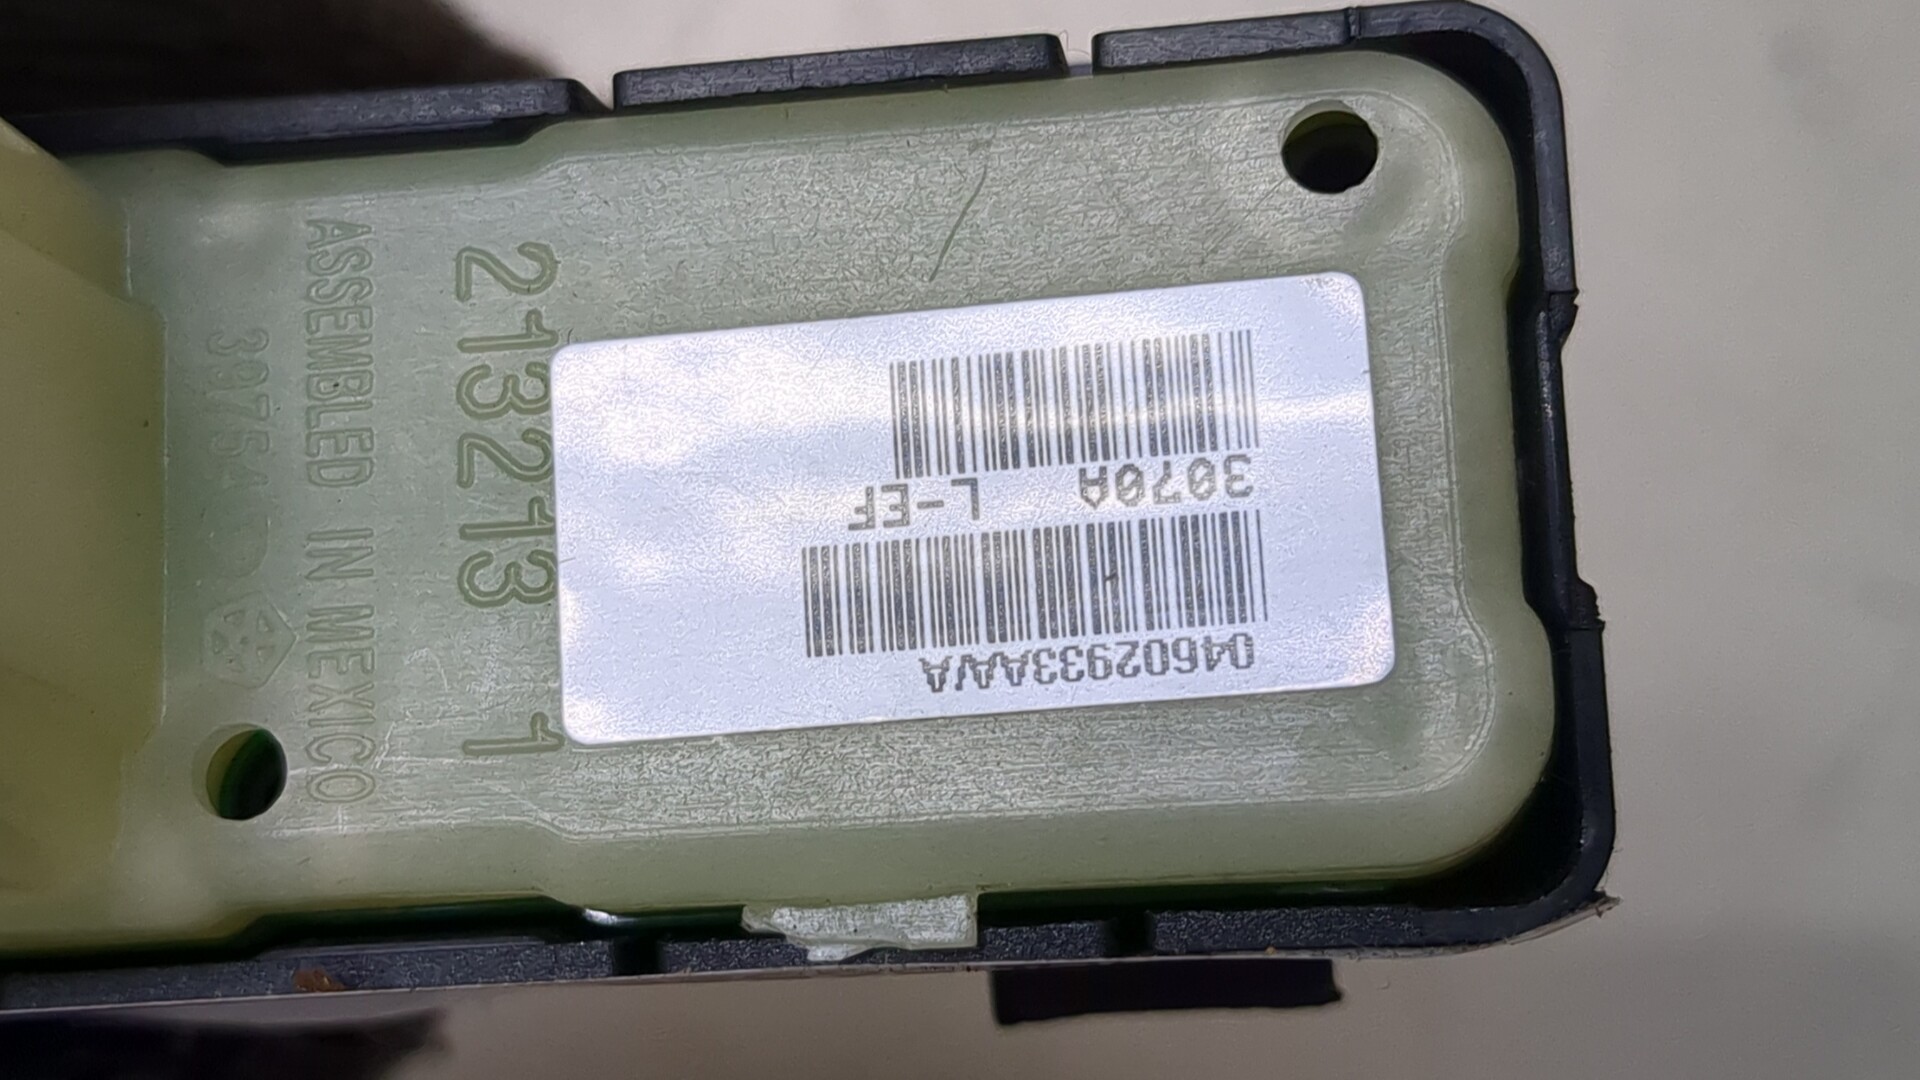 04602933AA/A
3070A L-EF
213213 1
ASSEMBLED IN MEXICO